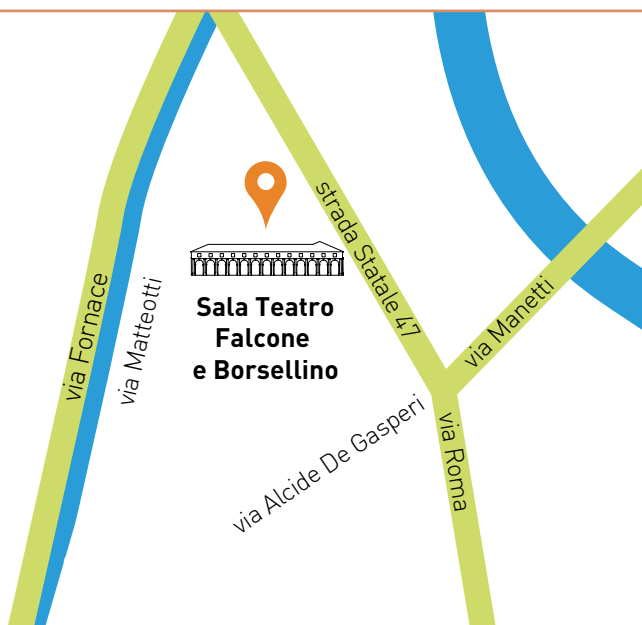 strada Statale 47
via Fornace
via Matteotti
Sala Teatro
Falcone
e Borsellino
via Manetti
via Alcide De Gasperi
via Roma